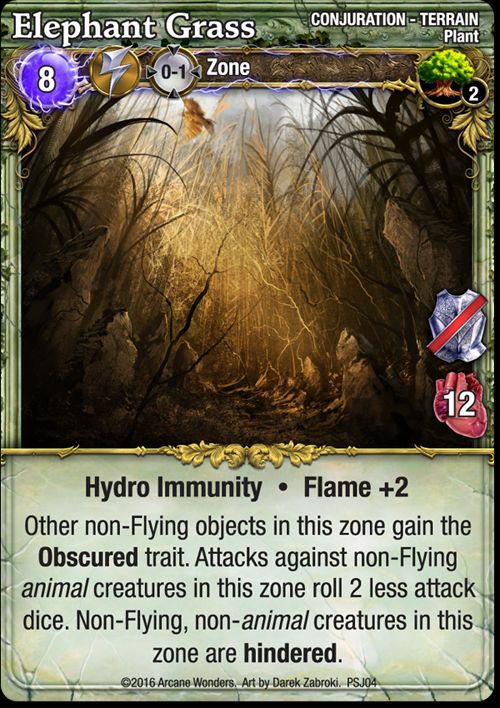 Elephant Grass
CONJURATION - TERRAIN
Plant
8
0-1
Zone
2
12
Hydro Immunity • Flame +2
Other non-Flying objects in this zone gain the
Obscured trait. Attacks against non-Flying
animal creatures in this zone roll 2 less attack
dice. Non-Flying, non-animal creatures in this
zone are hindered.
©2016 Arcane Wonders. Art by Darek Zabroki. PSJ04